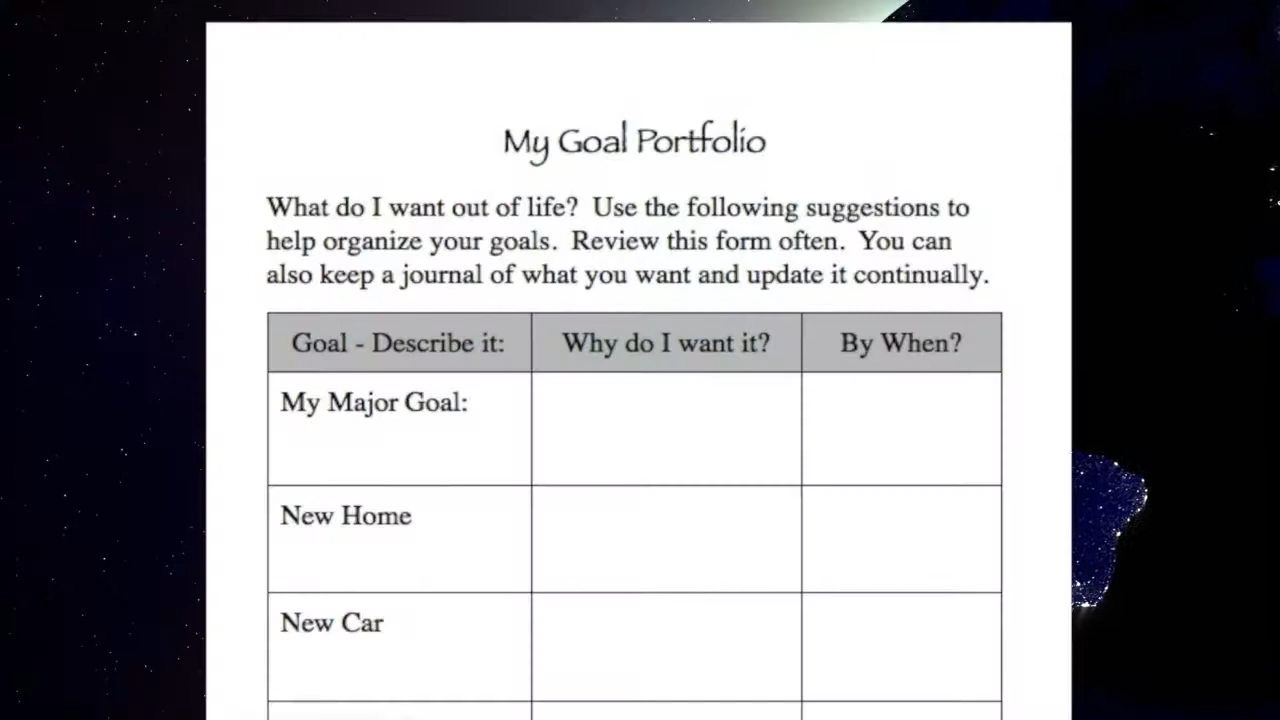 My Goal Portfolio
What do I want out of life?  Use the following suggestions to
help organize your goals.  Review this form often.  You can
also keep a journal of what you want and update it continually.
Goal - Describe it:
Why do I want it?
By When?
My Major Goal:
New Home
New Car